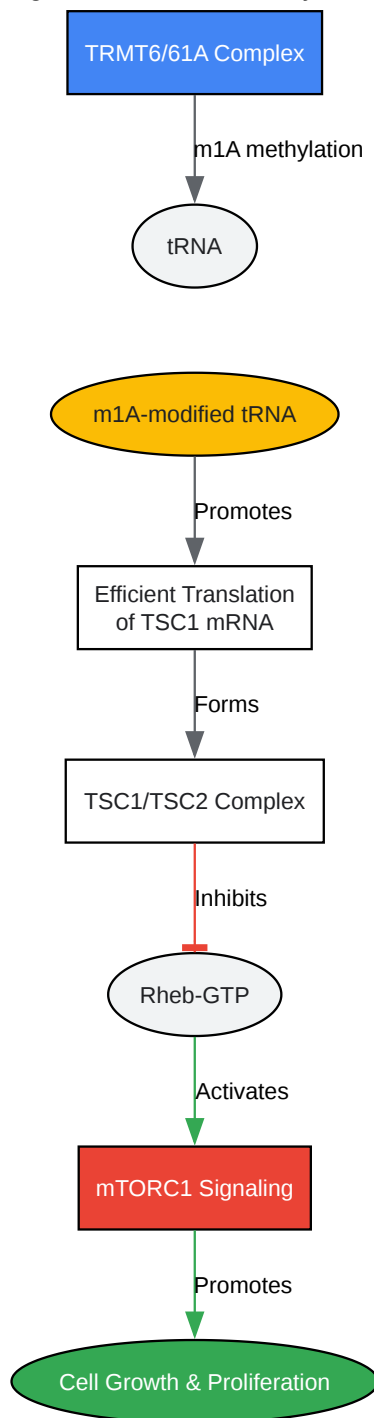 TRMT6/61A Complex
m1A methylation
tRNA
m1A-modified tRNA
Promotes
Efficient Translation
of TSC1 mRNA
Forms
TSC1/TSC2 Complex
Inhibits
Rheb-GTP
Activates
mTORC1 Signaling
Promotes
Cell Growth & Proliferation